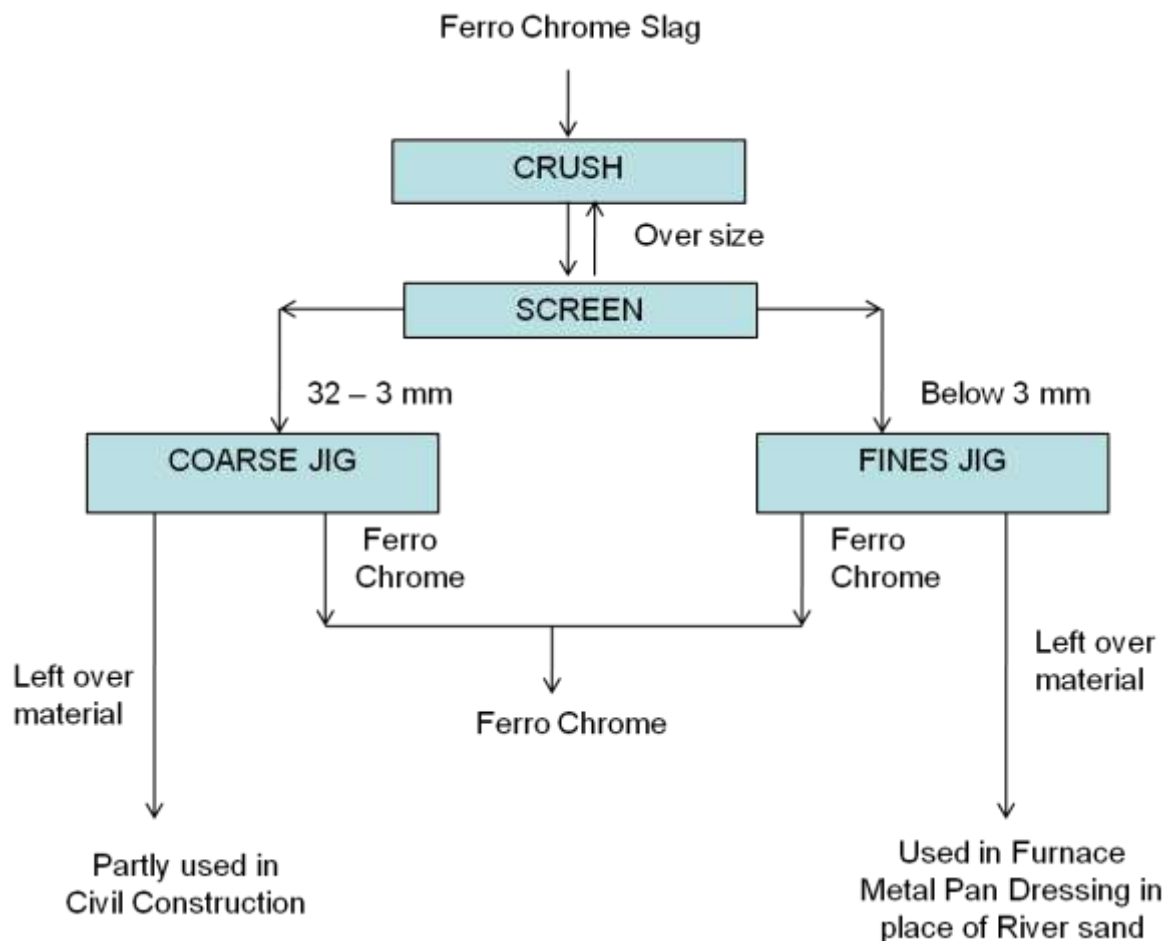 Ferro Chrome Slag
CRUSH
Over size
SCREEN
32 – 3 mm
Below 3 mm
COARSE JIG
FINES JIG
Ferro
Chrome
Ferro
Chrome
Left over
material
Left over
material
Ferro Chrome
Partly used in
Civil Construction
Used in Furnace
Metal Pan Dressing in
place of River sand